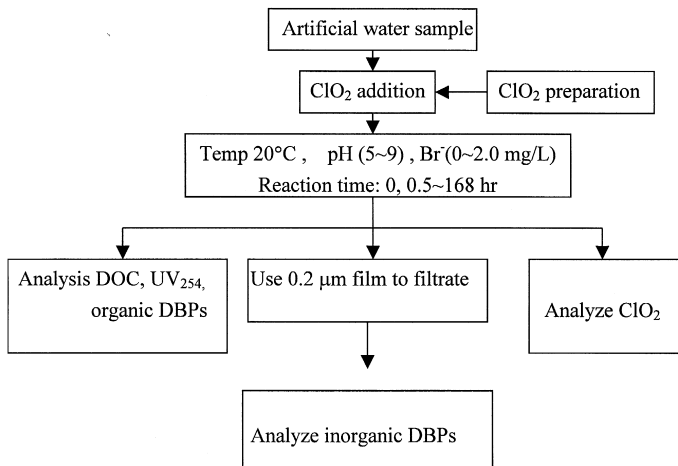 Artificial water sample
ClO₂ addition
ClO₂ preparation
Temp 20°C , pH (5~9) , Br⁻(0~2.0 mg/L)
Reaction time: 0, 0.5~168 hr
Analysis DOC, UV₂₅₄,
organic DBPs
Use 0.2 μm film to filtrate
Analyze ClO₂
Analyze inorganic DBPs